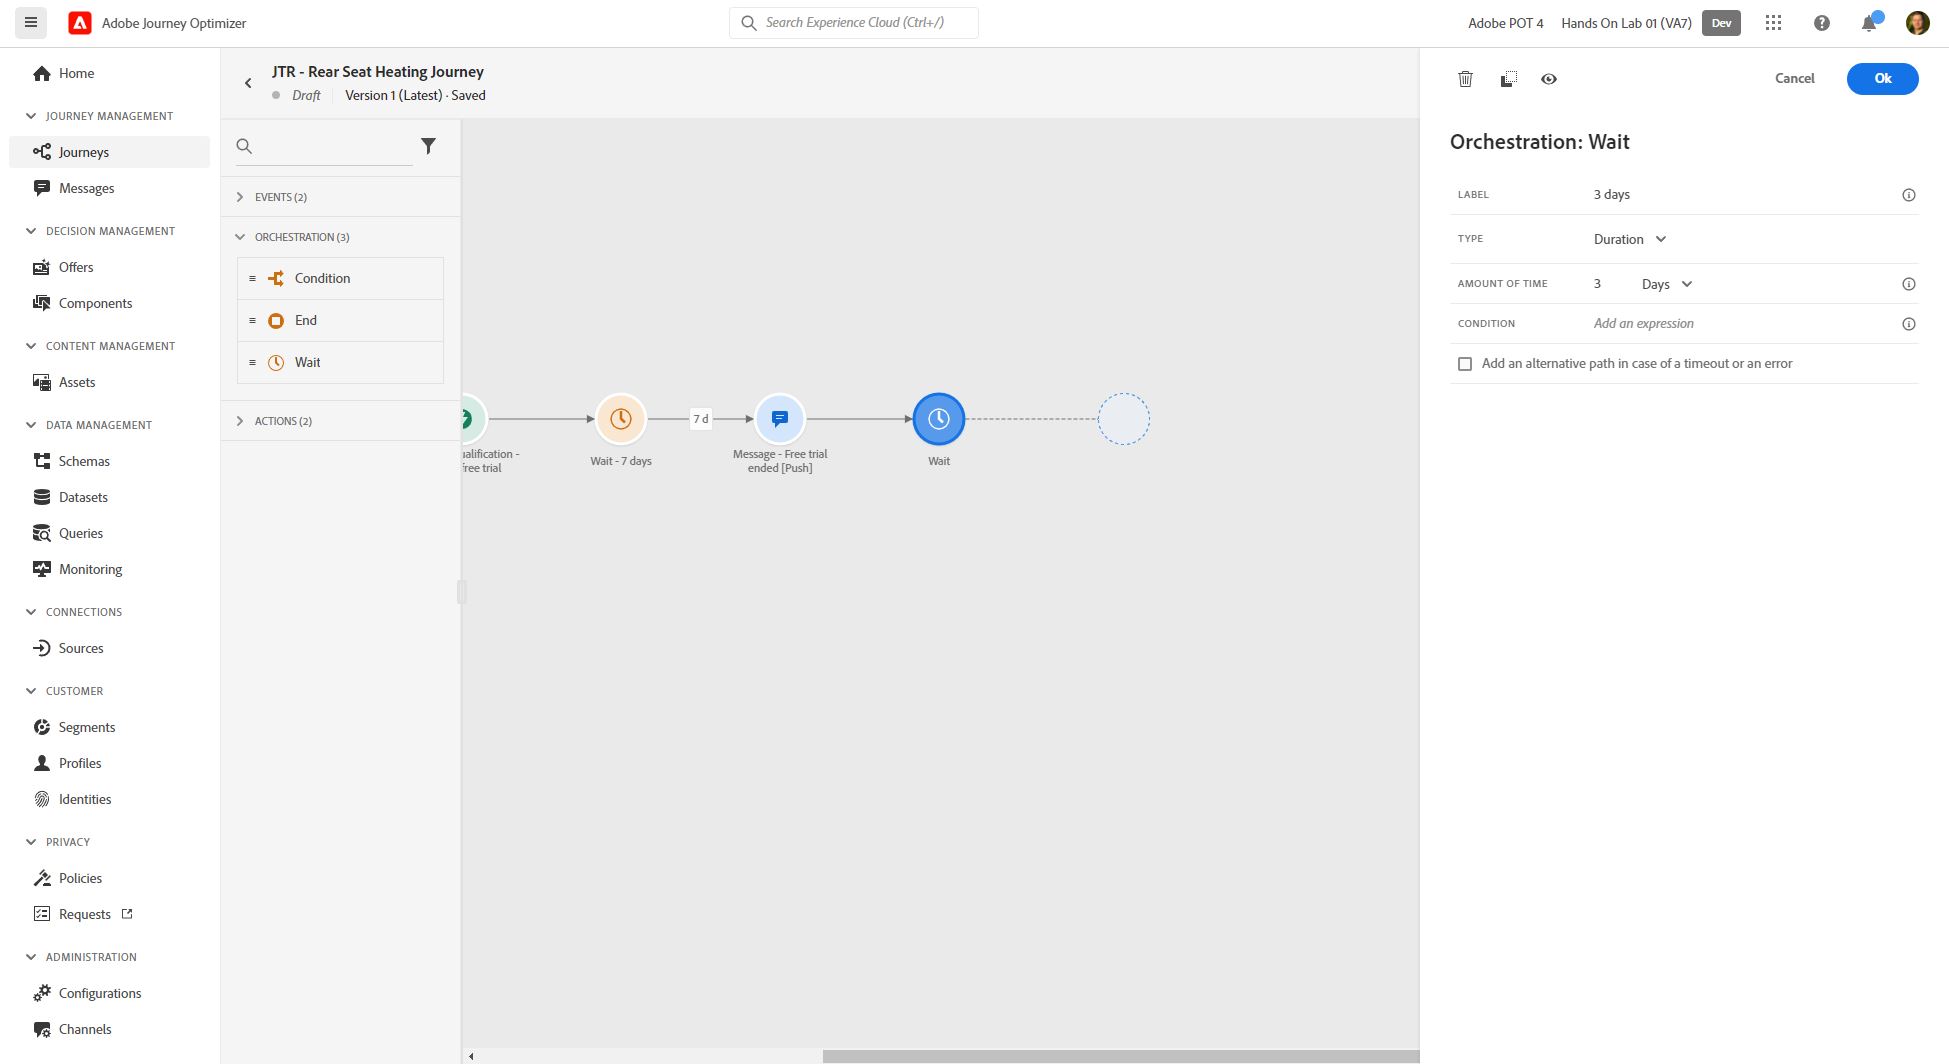 Adobe Journey Optimizer
Search Experience Cloud (Ctrl+/)
Adobe POT 4
Hands On Lab 01 (VA7)
Dev
Home
JOURNEY MANAGEMENT
Journeys
Messages
DECISION MANAGEMENT
Offers
Components
CONTENT MANAGEMENT
Assets
DATA MANAGEMENT
Schemas
Datasets
Queries
Monitoring
CONNECTIONS
Sources
CUSTOMER
Segments
Profiles
Identities
PRIVACY
Policies
Requests
ADMINISTRATION
Configurations
Channels
JTR - Rear Seat Heating Journey
Draft
Version 1 (Latest) · Saved
EVENTS (2)
ORCHESTRATION (3)
Condition
End
Wait
ACTIONS (2)
ualification -
free trial
Wait - 7 days
7 d
Message - Free trial
ended [Push]
Wait
Cancel
Ok
Orchestration: Wait
LABEL
3 days
TYPE
Duration
AMOUNT OF TIME
3
Days
CONDITION
Add an expression
Add an alternative path in case of a timeout or an error